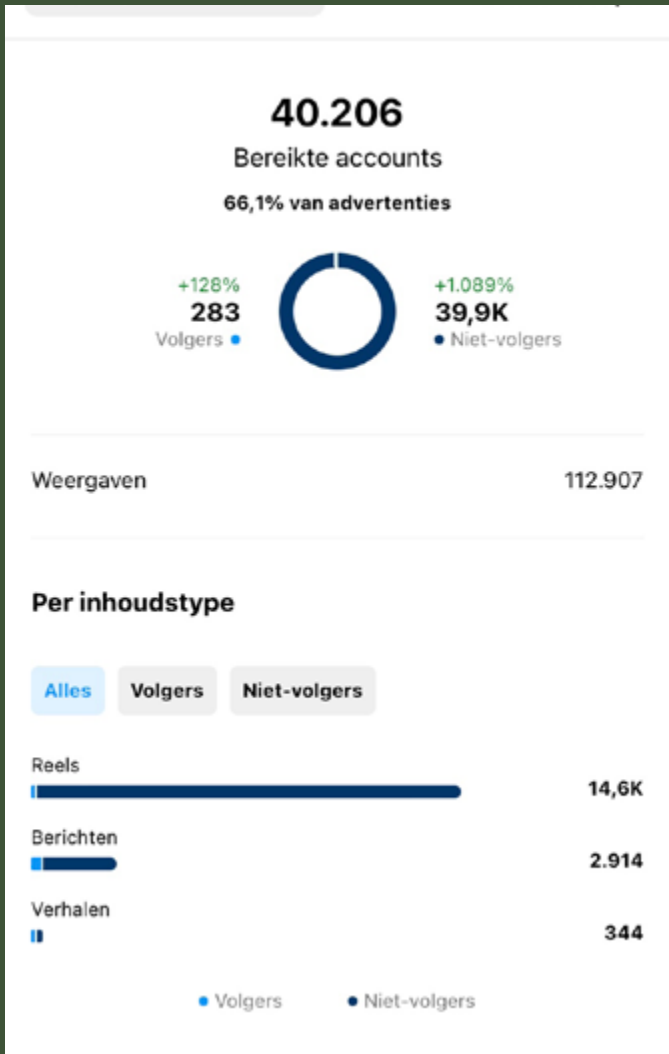 40.206
Bereikte accounts
66,1% van advertenties
+128%
283
Volgers
+1.089%
39,9K
Niet-volgers
Weergaven 112.907
Per inhoudstype
Alles Volgers Niet-volgers
Reels
14,6K
Berichten
2.914
Verhalen
344
Volgers Niet-volgers